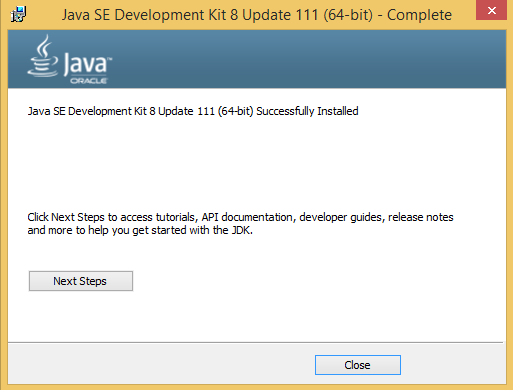 Java SE Development Kit 8 Update 111 (64-bit) - Complete
Java™
ORACLE
Java SE Development Kit 8 Update 111 (64-bit) Successfully Installed
Click Next Steps to access tutorials, API documentation, developer guides, release notes
and more to help you get started with the JDK.
Next Steps
Close